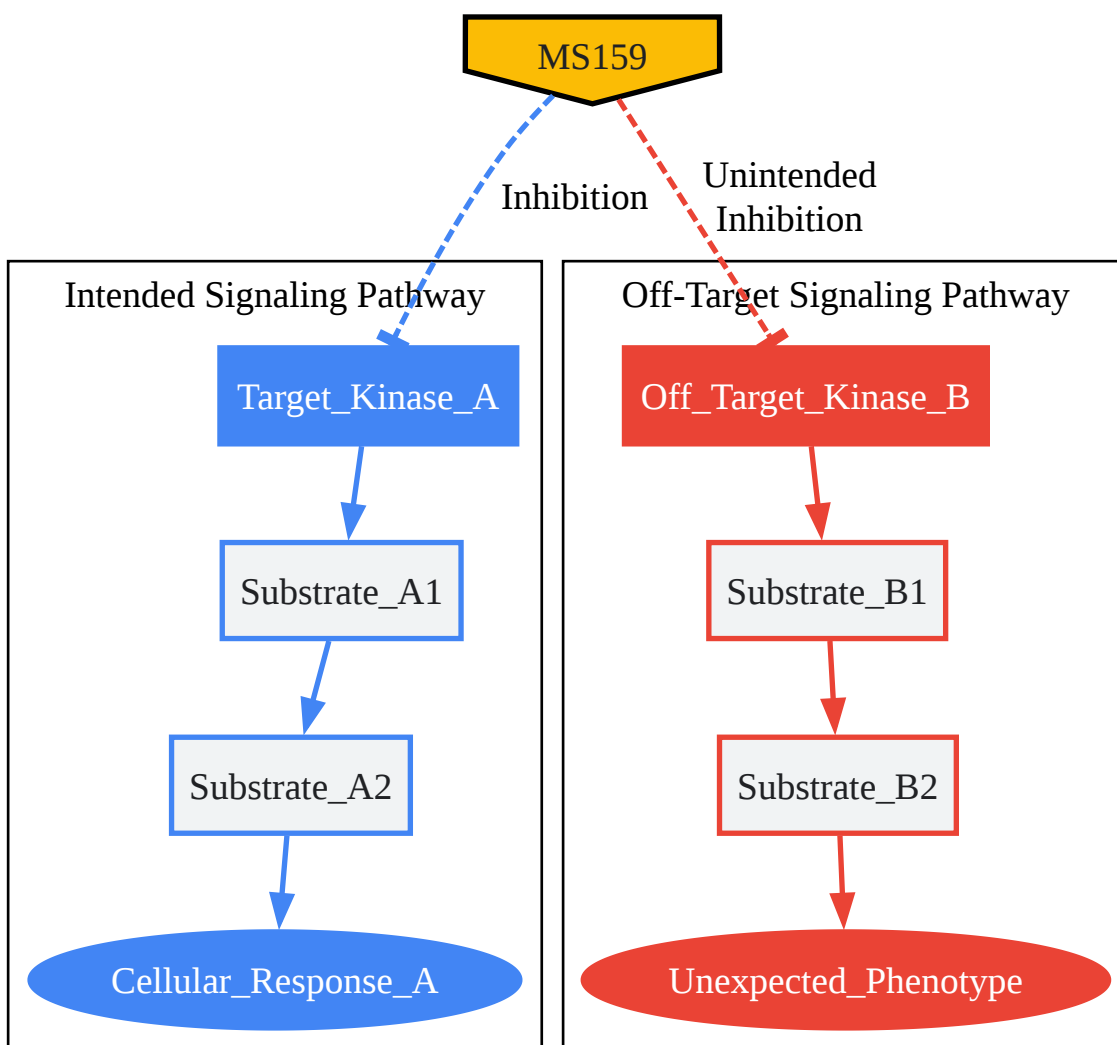 MS159
Inhibition
Unintended
Inhibition
Intended Signaling Pathway
Off-Target Signaling Pathway
Target_Kinase_A
Off_Target_Kinase_B
Substrate_A1
Substrate_B1
Substrate_A2
Substrate_B2
Cellular_Response_A
Unexpected_Phenotype